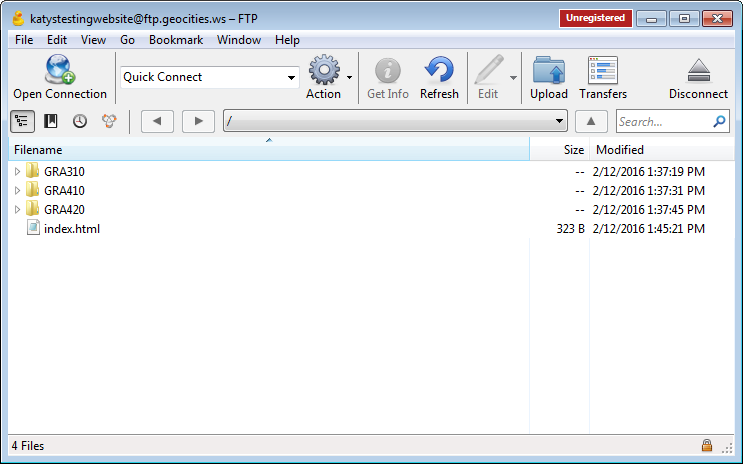 katystestingwebsite@ftp.geocities.ws – FTP
Unregistered
File Edit View Go Bookmark Window Help
Open Connection
Quick Connect
Action
Get Info
Refresh
Edit
Upload
Transfers
Disconnect
/
Search...
Filename Size Modified
GRA310 -- 2/12/2016 1:37:19 PM
GRA410 -- 2/12/2016 1:37:31 PM
GRA420 -- 2/12/2016 1:37:45 PM
index.html 323 B 2/12/2016 1:45:21 PM
4 Files